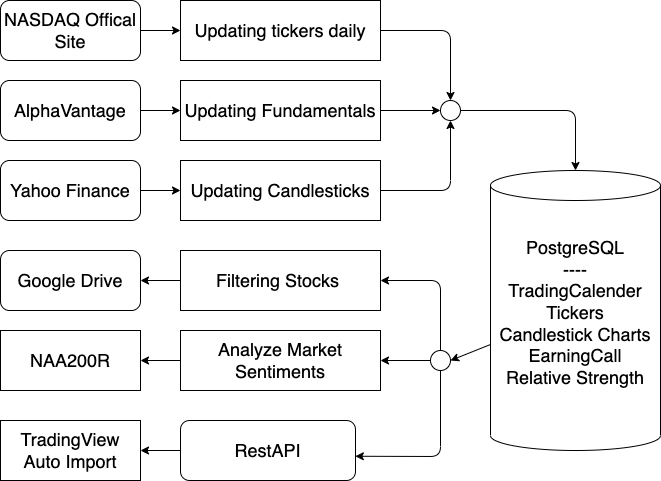 NASDAQ Offical
Site
Updating tickers daily
AlphaVantage
Updating Fundamentals
Yahoo Finance
Updating Candlesticks
PostgreSQL
----
TradingCalender
Tickers
Candlestick Charts
EarningCall
Relative Strength
Google Drive
Filtering Stocks
NAA200R
Analyze Market
Sentiments
TradingView
Auto Import
RestAPI